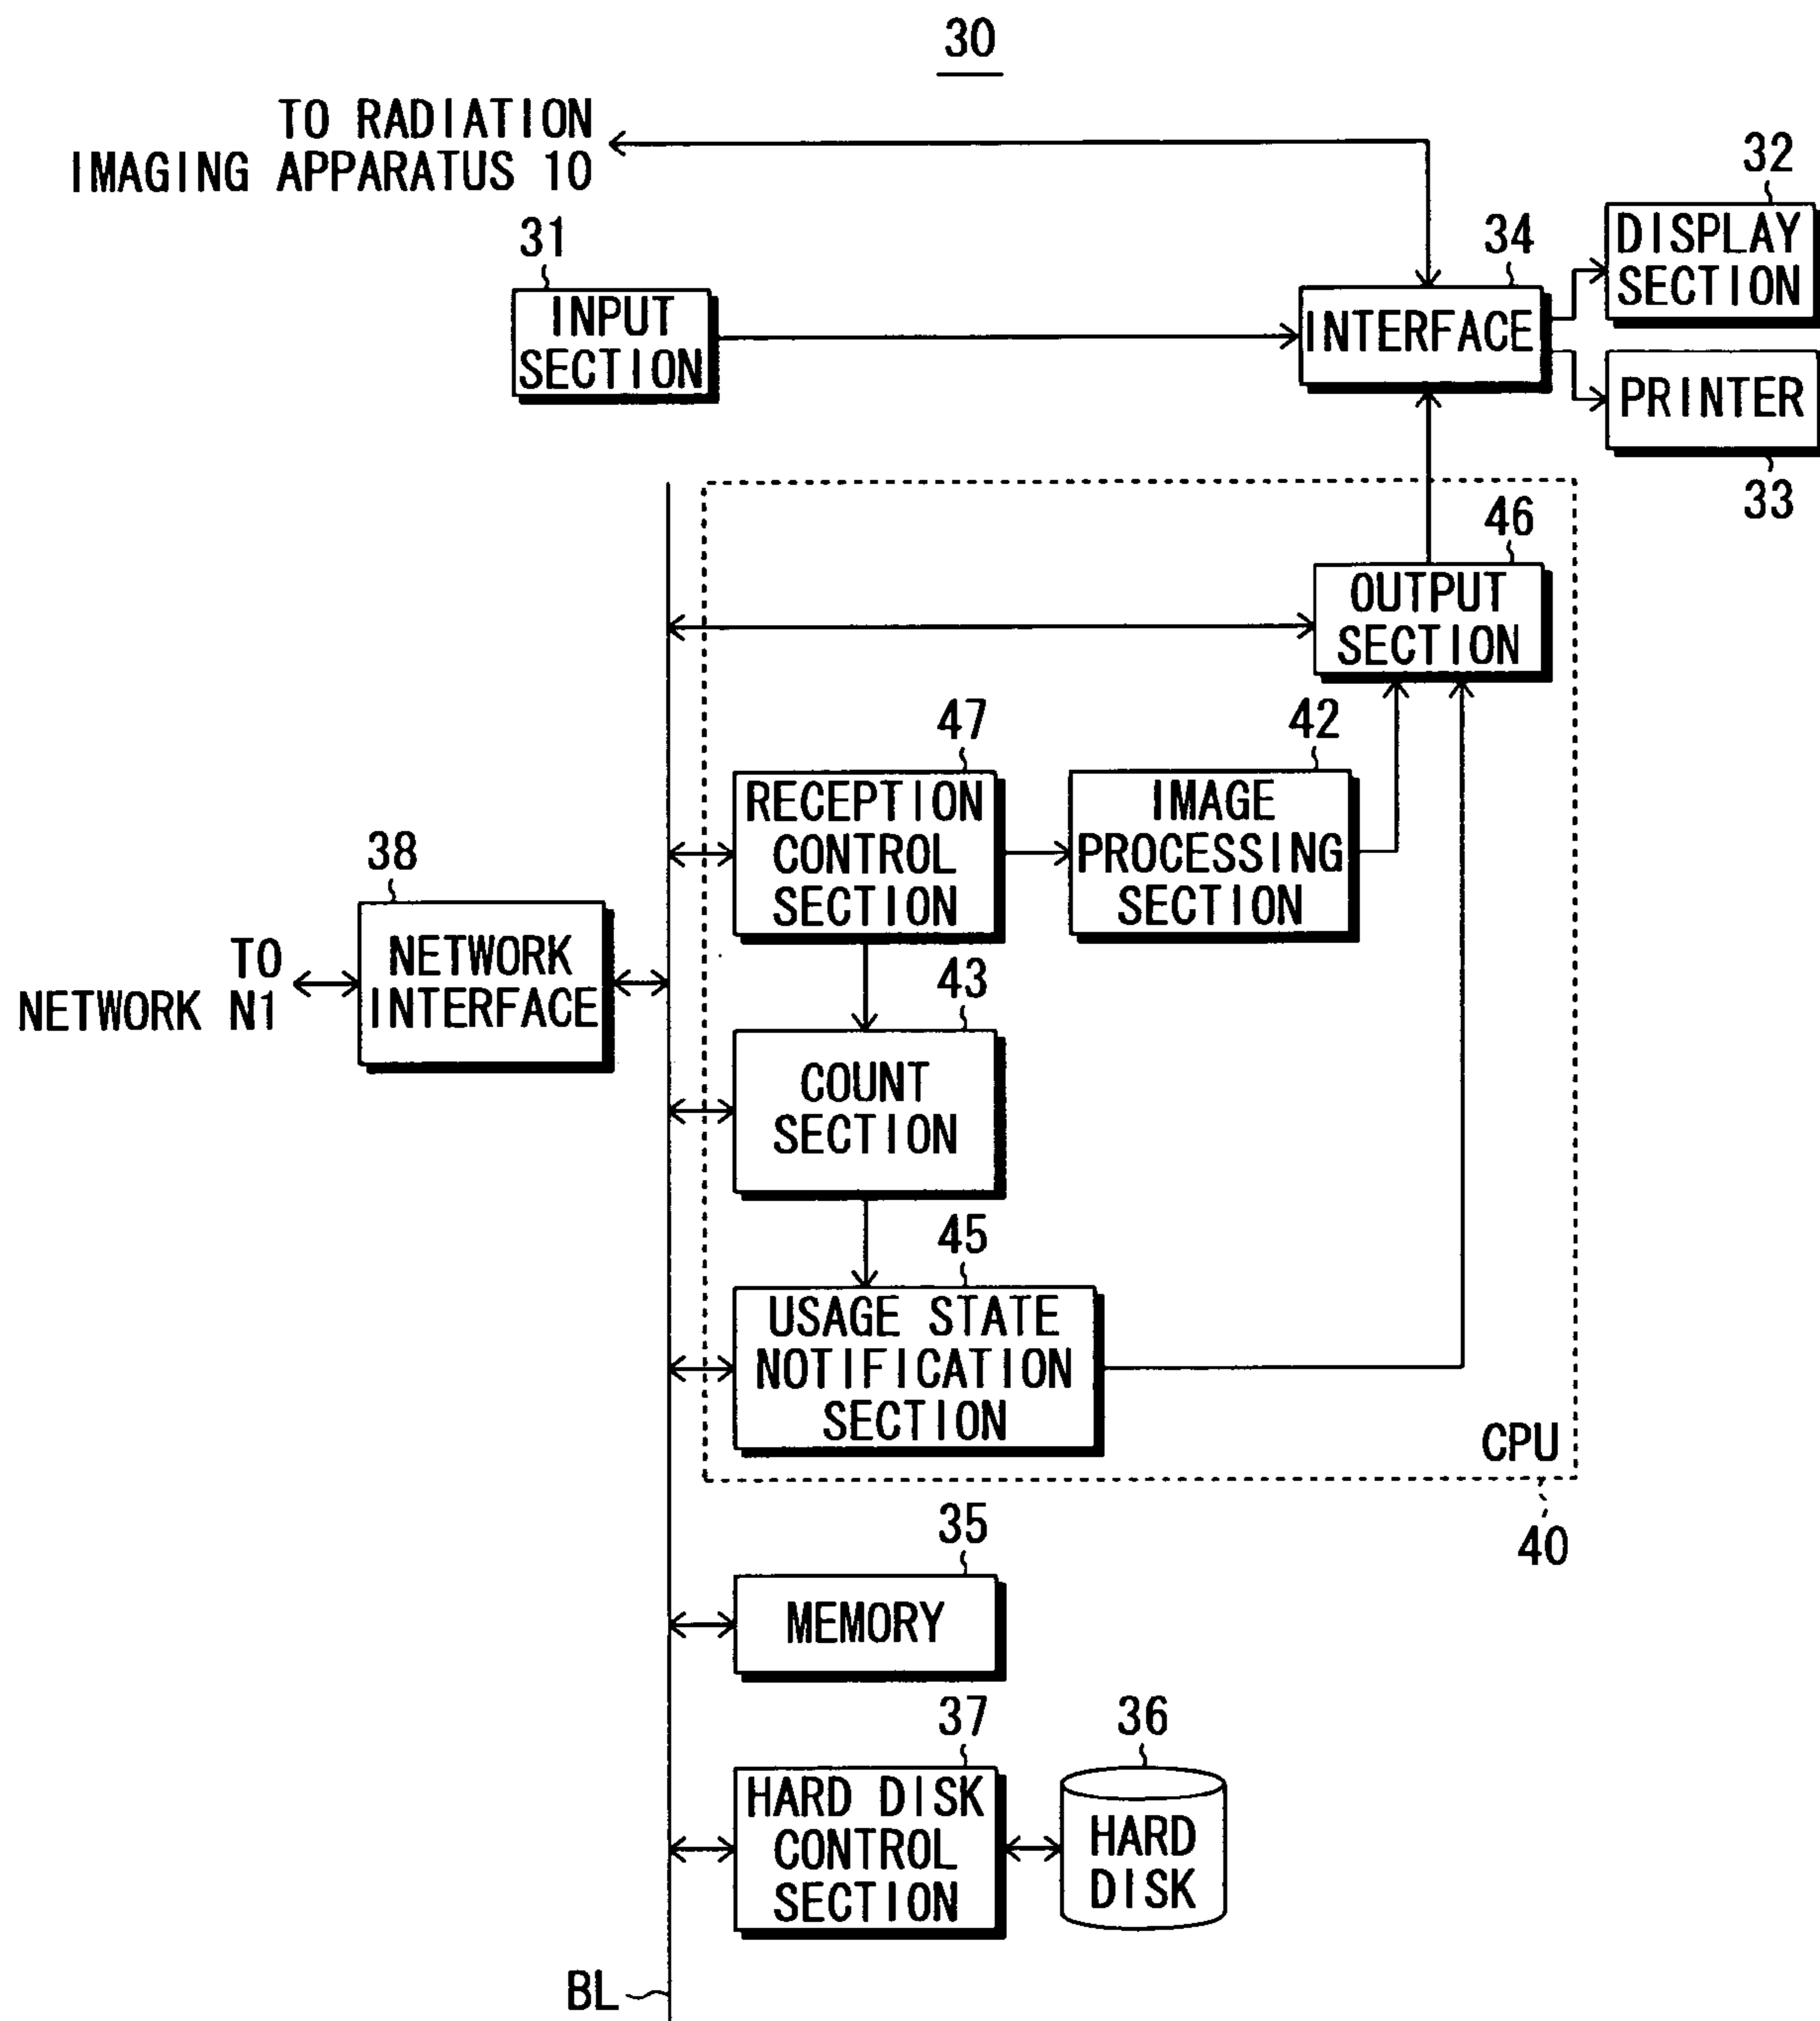 30
TO RADIATION
IMAGING APPARATUS 10
32
DISPLAY
SECTION
31
INPUT
SECTION
34
INTERFACE
PRINTER
33
46
OUTPUT
SECTION
47
RECEPTION
CONTROL
SECTION
42
IMAGE
PROCESSING
SECTION
38
NETWORK
INTERFACE
TO
NETWORK N1
43
COUNT
SECTION
45
USAGE STATE
NOTIFICATION
SECTION
CPU
40
35
MEMORY
37
HARD DISK
CONTROL
SECTION
36
HARD
DISK
BL